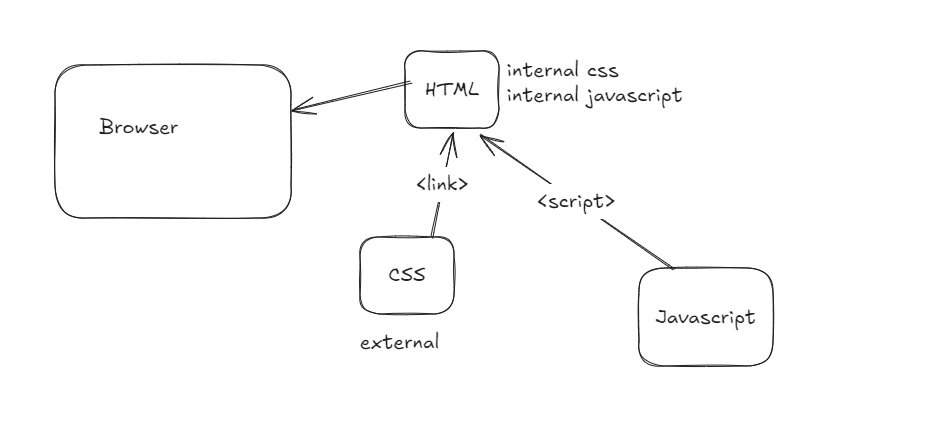 internal css
HTML
internal javascript
Browser
<link>
<script>
CSS
Javascript
external